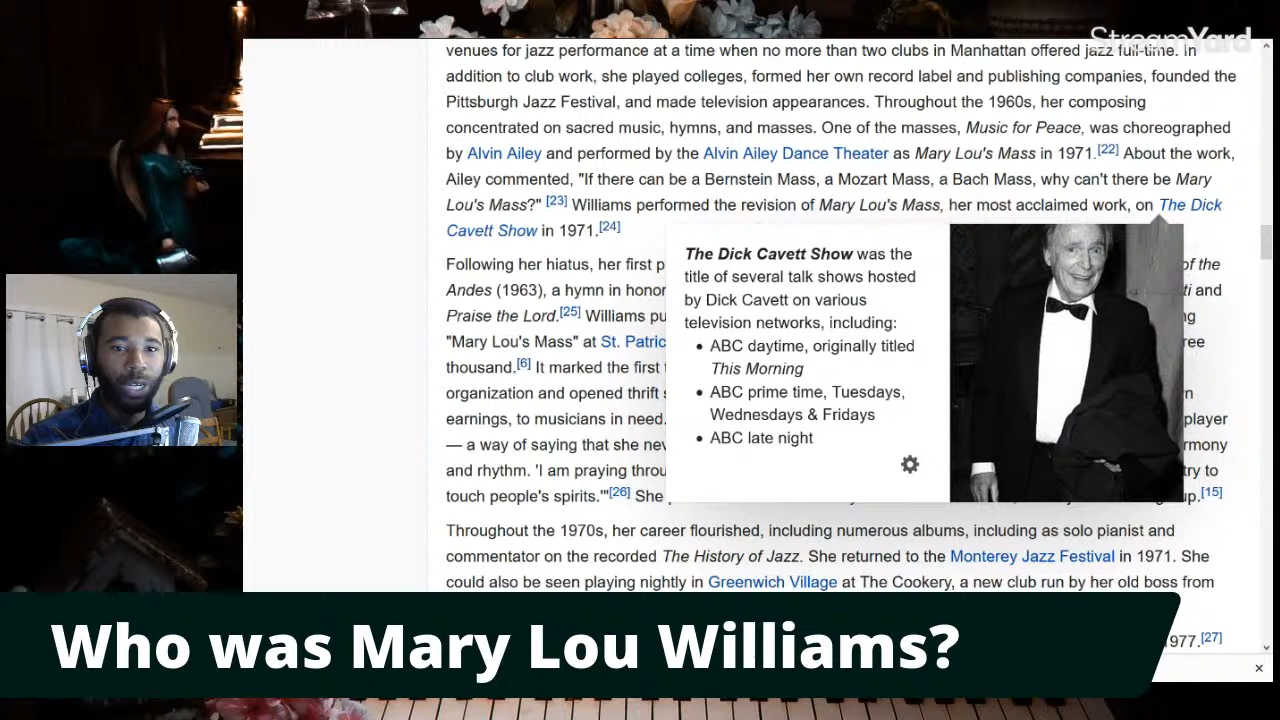 StreamYard
venues for jazz performance at a time when no more than two clubs in Manhattan offered jazz full-time. In
addition to club work, she played colleges, formed her own record label and publishing companies, founded the
Pittsburgh Jazz Festival, and made television appearances. Throughout the 1960s, her composing
concentrated on sacred music, hymns, and masses. One of the masses, Music for Peace, was choreographed
by Alvin Ailey and performed by the Alvin Ailey Dance Theater as Mary Lou's Mass in 1971.[22] About the work,
Ailey commented, "If there can be a Bernstein Mass, a Mozart Mass, a Bach Mass, why can't there be Mary
Lou's Mass?" [23] Williams performed the revision of Mary Lou's Mass, her most acclaimed work, on The Dick
Cavett Show in 1971.[24]
The Dick Cavett Show was the
title of several talk shows hosted
by Dick Cavett on various
television networks, including:
• ABC daytime, originally titled
This Morning
• ABC prime time, Tuesdays,
Wednesdays & Fridays
• ABC late night
Following her hiatus, her first p of the
Andes (1963), a hymn in honor ti and
Praise the Lord.[25] Williams pu ng
"Mary Lou's Mass" at St. Patric ree
thousand.[6] It marked the first
organization and opened thrift s n
earnings, to musicians in need. player
— a way of saying that she nev rmony
and rhythm. 'I am praying throu try to
touch people's spirits.'"[26] She p up.[15]
Throughout the 1970s, her career flourished, including numerous albums, including as solo pianist and
commentator on the recorded The History of Jazz. She returned to the Monterey Jazz Festival in 1971. She
could also be seen playing nightly in Greenwich Village at The Cookery, a new club run by her old boss from
1977.[27]
Who was Mary Lou Williams?